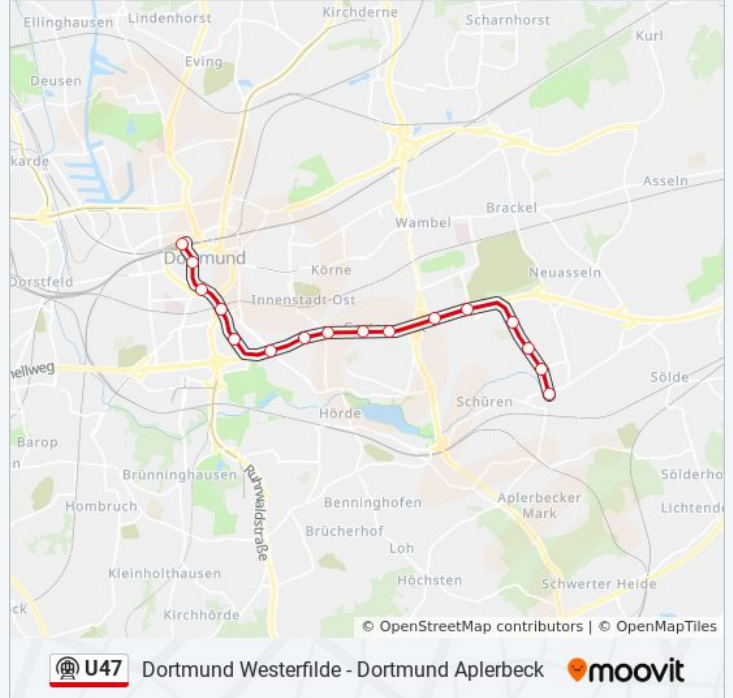 Kirchderne
Ellinghausen
Lindenhorst
Scharnhorst
Kurl
Eving
Deusen
karde
Asseln
Brackel
Wambel
Dortmund
Körne
Neuasseln
Dorstfeld
Innenstadt-Ost
ellweg
Sölde
Schüren
Hörde
Barop
n
Brünninghausen
Ruhrwaldstraße
Sölderho
Aplerbecker
Mark
Benninghofen
Hombruch
Lichtend
Brücherhof
Loh
Kleinholthausen
Höchsten
Schwerter Heide
ck
Kirchhörde
© OpenStreetMap contributors | © OpenMapTiles
U47 Dortmund Westerfilde - Dortmund Aplerbeck moovit